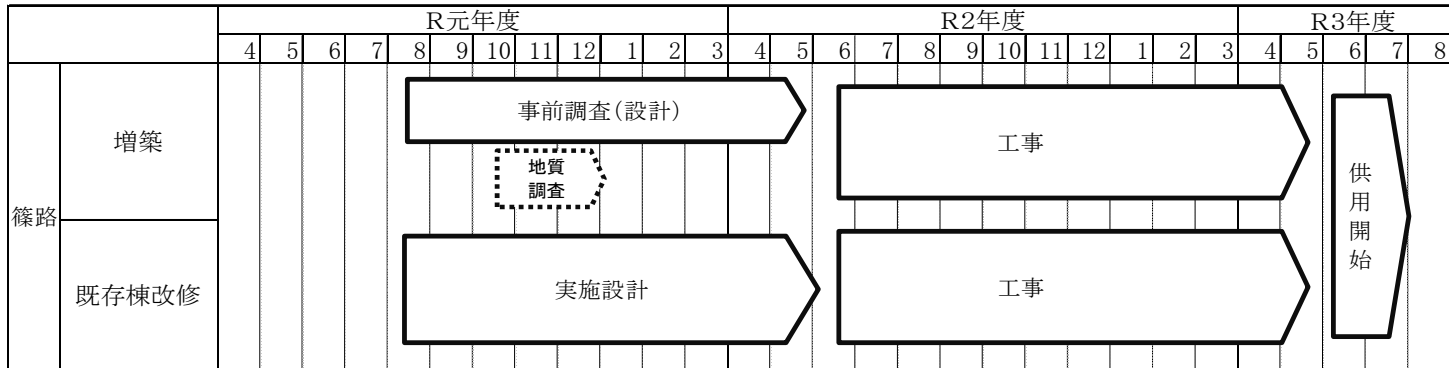 R元年度 R2年度 R3年度
4 5 6 7 8 9 10 11 12 1 2 3 4 5 6 7 8 9 10 11 12 1 2 3 4 5 6 7 8
篠路
増築
事前調査(設計)
地質
調査
工事
既存棟改修
実施設計
工事
供
用
開
始